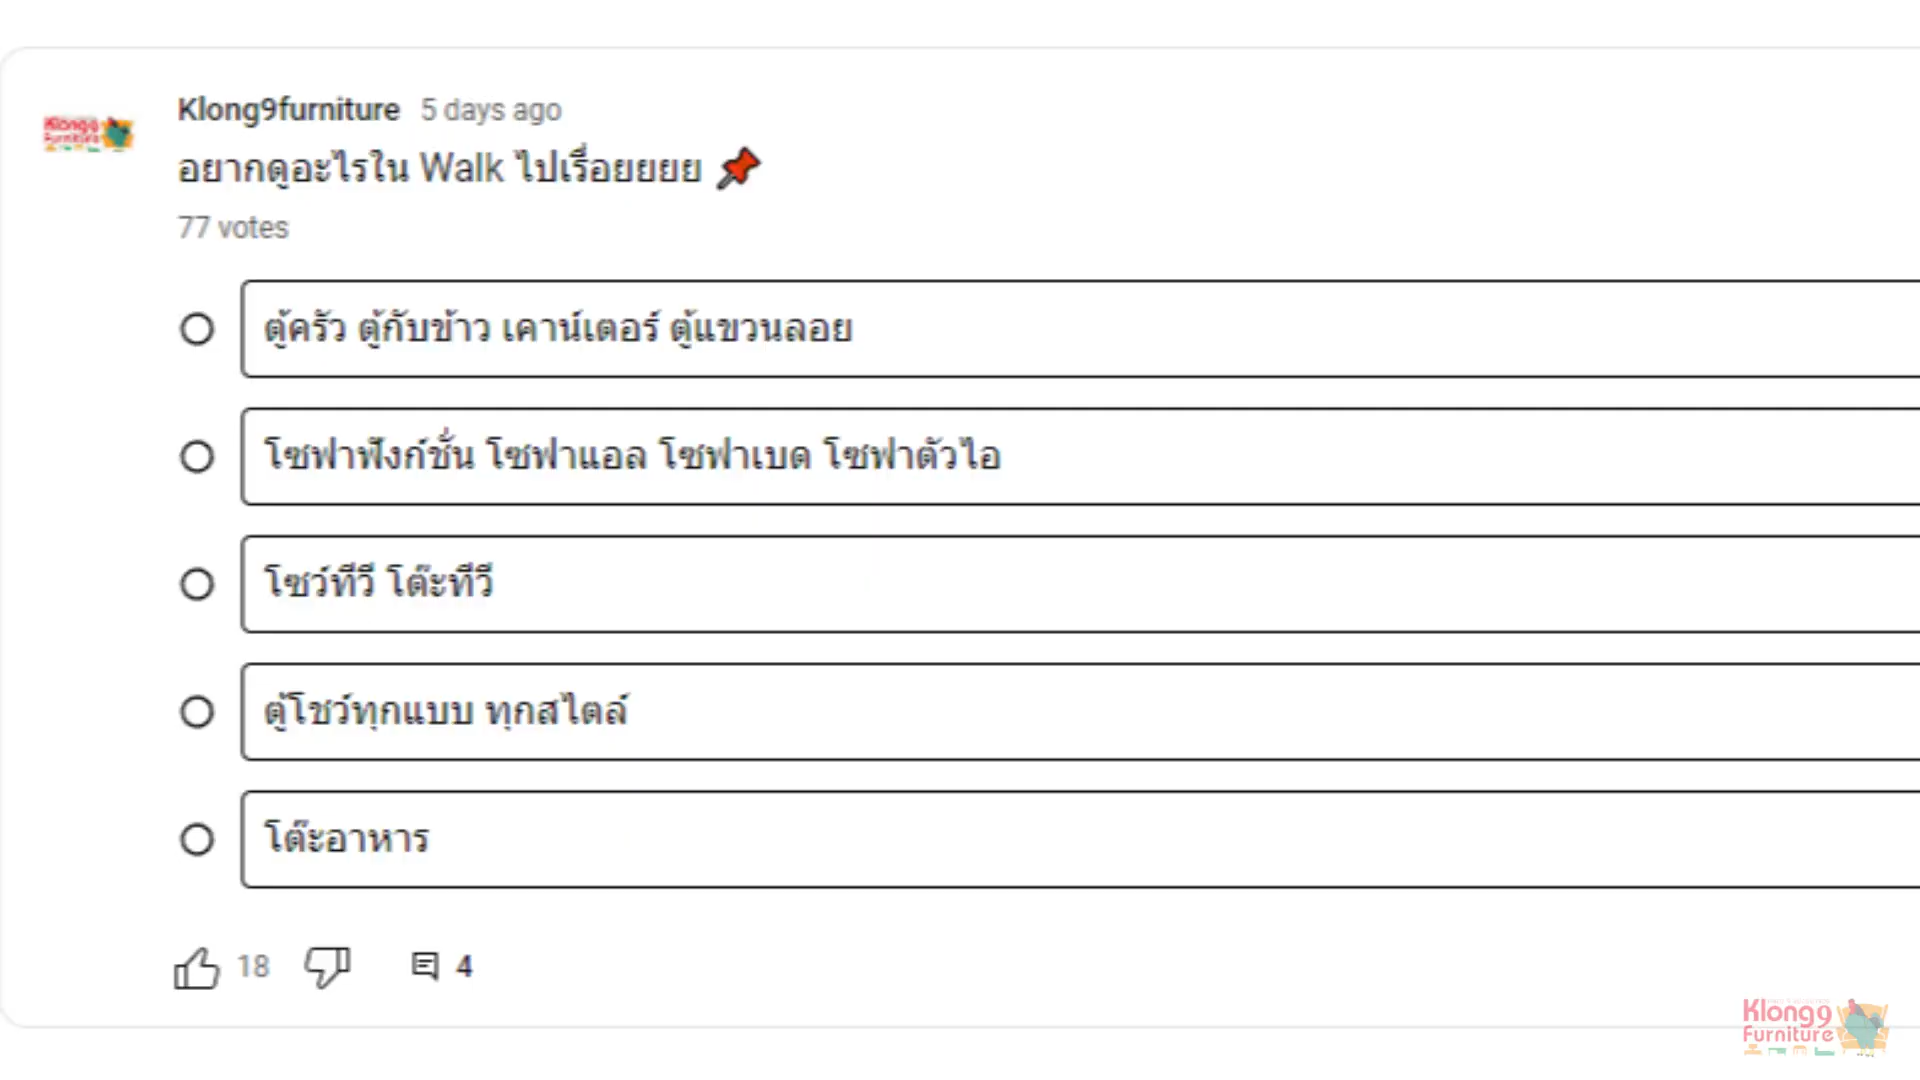 Klong9furniture 5 days ago
อยากดูอะไรใน Walk ไปเรื่อยยยย
77 votes
ตู้ครัว ตู้กับข้าว เคาน์เตอร์ ตู้แขวนลอย
โซฟาฟังก์ชั่น โซฟาแอล โซฟาเบด โซฟาตัวไอ
โชว์ทีวี โต๊ะทีวี
ตู้โชว์ทุกแบบ ทุกสไตล์
โต๊ะอาหาร
18 4
Klong9
Furniture